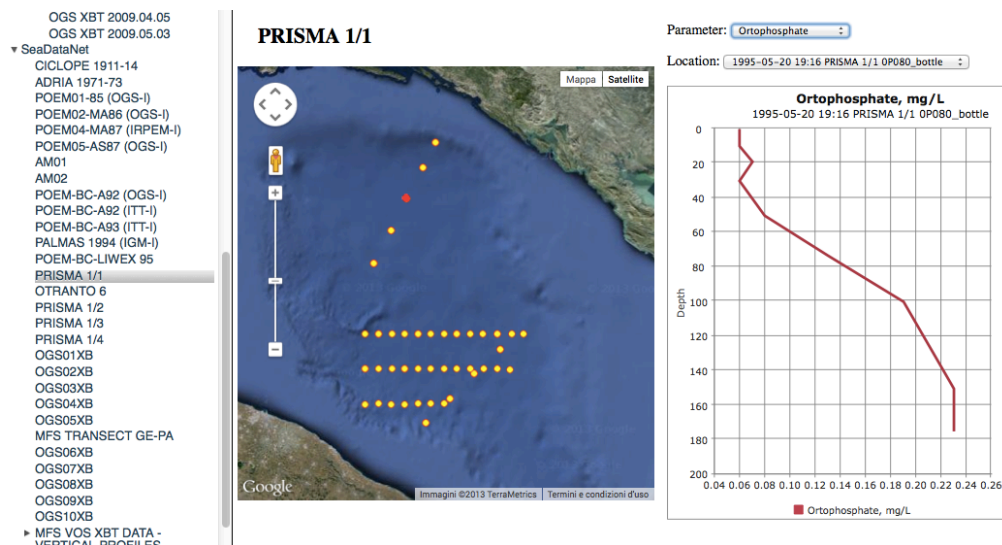 OGS XBT 2009.04.05
OGS XBT 2009.05.03
SeaDataNet
CICLOPE 1911-14
ADRIA 1971-73
POEM01-85 (OGS-I)
POEM02-MA86 (OGS-I)
POEM04-MA87 (IRPEM-I)
POEM05-AS87 (OGS-I)
AM01
AM02
POEM-BC-A92 (OGS-I)
POEM-BC-A92 (ITT-I)
POEM-BC-A93 (ITT-I)
PALMAS 1994 (IGM-I)
POEM-BC-LIWEX 95
PRISMA 1/1
OTRANTO 6
PRISMA 1/2
PRISMA 1/3
PRISMA 1/4
OGS01XB
OGS02XB
OGS03XB
OGS04XB
OGS05XB
MFS TRANSECT GE-PA
OGS06XB
OGS07XB
OGS08XB
OGS09XB
OGS10XB
MFS VOS XBT DATA -
VERTICAL PROFILES
PRISMA 1/1
Mappa Satellite
Google
Immagini ©2013 TerraMetrics Termini e condizioni d'uso
Parameter: Ortophosphate
Location: 1995-05-20 19:16 PRISMA 1/1 0P080_bottle
Ortophosphate, mg/L
1995-05-20 19:16 PRISMA 1/1 0P080_bottle
0
20
40
60
80
100
120
140
160
180
200
Depth
0.04 0.06 0.08 0.10 0.12 0.14 0.16 0.18 0.20 0.22 0.24 0.26
Ortophosphate, mg/L